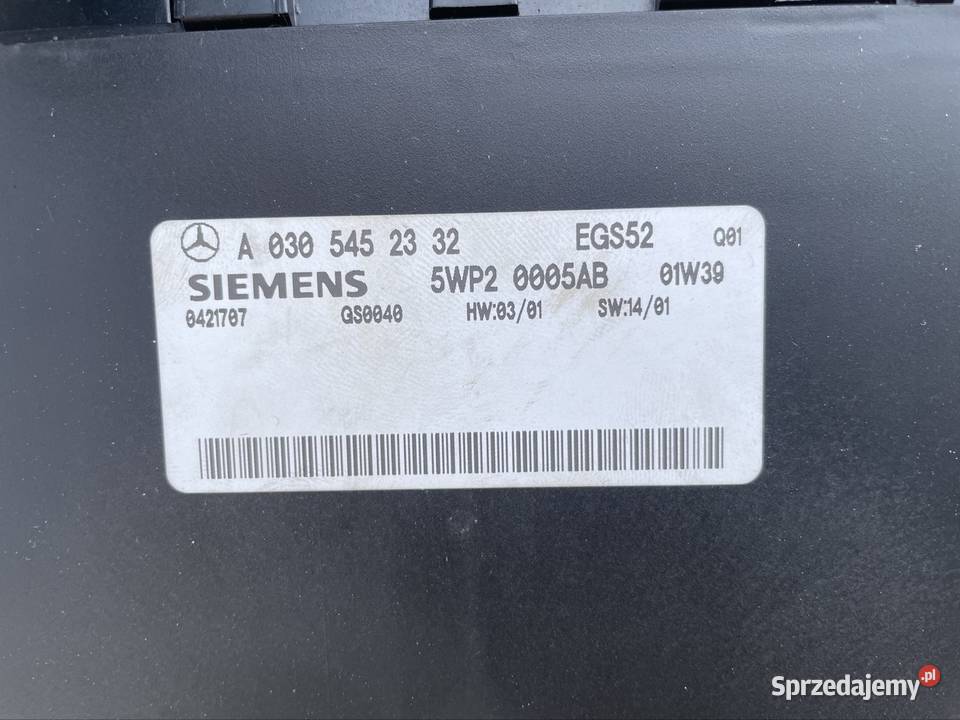 A 030 545 23 32 EGS52 Q01
SIEMENS 5WP2 0005AB 01W39
0421707 QS0040 HW:03/01 SW:14/01
Sprzedajemy.pl